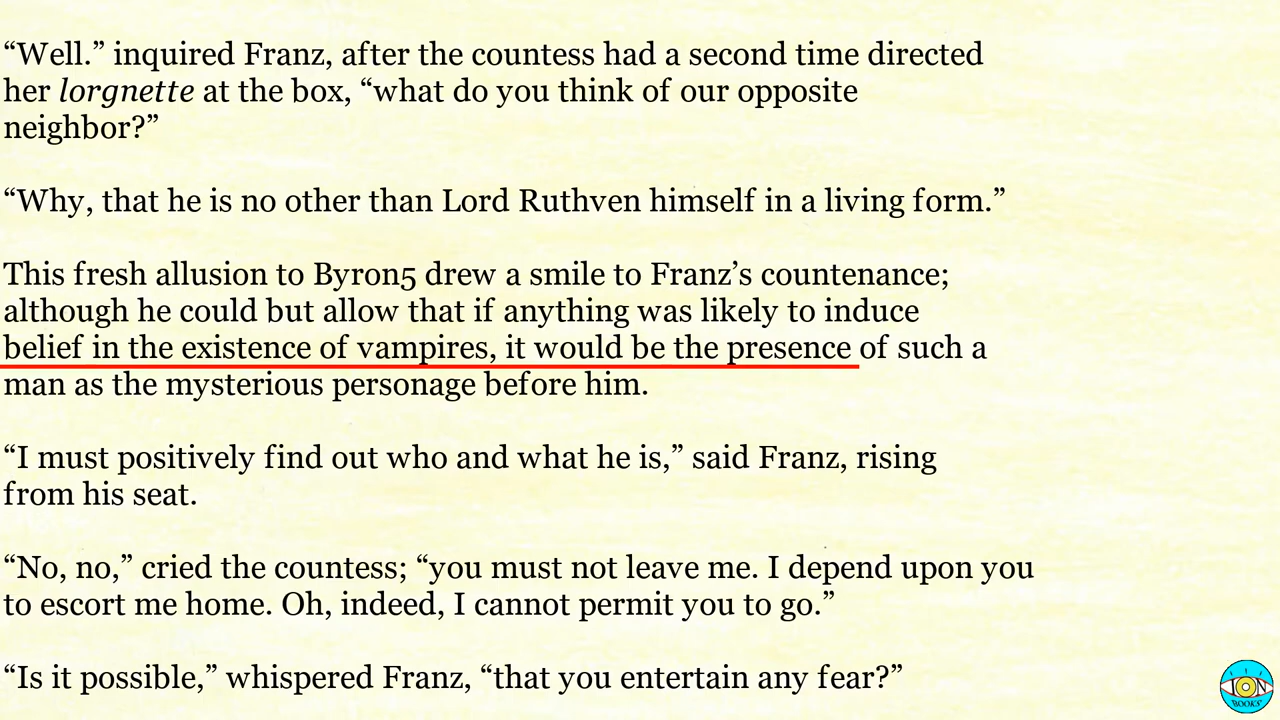 “Well.” inquired Franz, after the countess had a second time directed
her lorgnette at the box, “what do you think of our opposite
neighbor?”
“Why, that he is no other than Lord Ruthven himself in a living form.”
This fresh allusion to Byron5 drew a smile to Franz’s countenance;
although he could but allow that if anything was likely to induce
belief in the existence of vampires, it would be the presence of such a
man as the mysterious personage before him.
“I must positively find out who and what he is,” said Franz, rising
from his seat.
“No, no,” cried the countess; “you must not leave me. I depend upon you
to escort me home. Oh, indeed, I cannot permit you to go.”
“Is it possible,” whispered Franz, “that you entertain any fear?”
ION
BOOKS